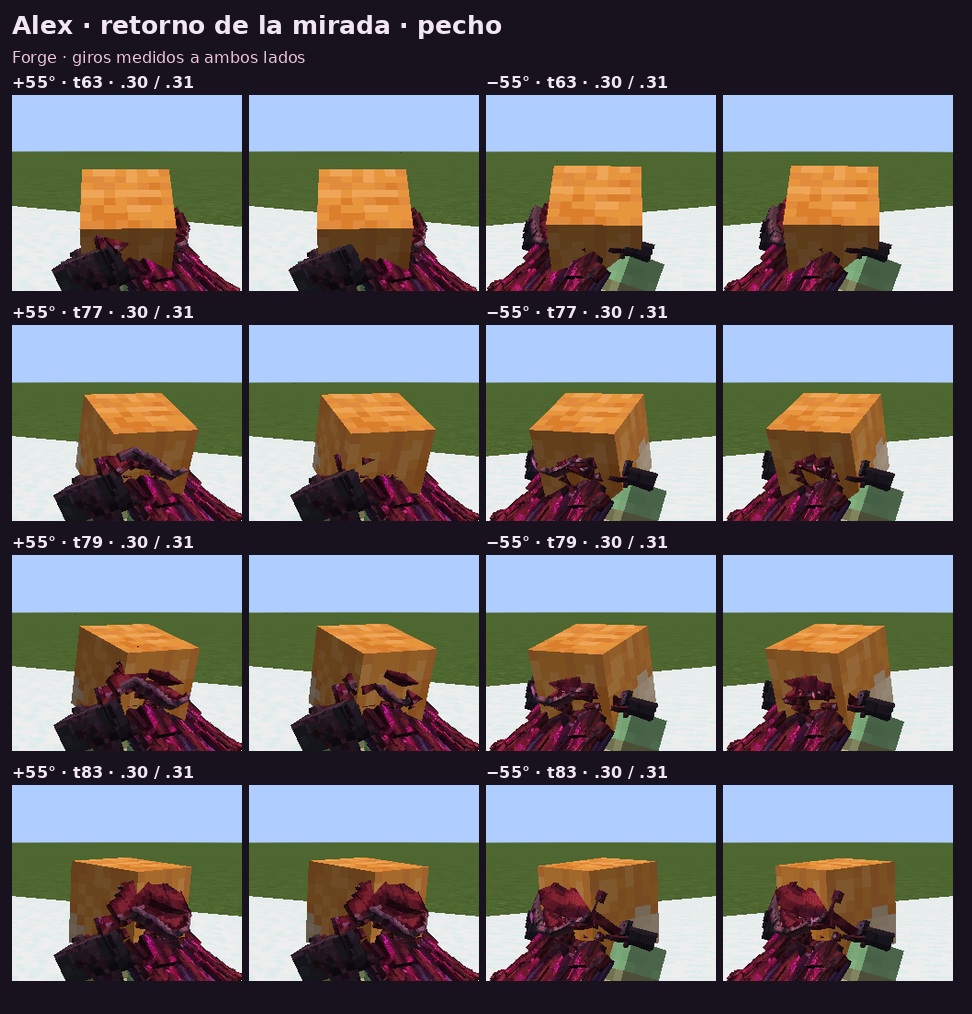 Alex · retorno de la mirada · pecho
Forge · giros medidos a ambos lados
+55° · t63 · .30 / .31
−55° · t63 · .30 / .31
+55° · t77 · .30 / .31
−55° · t77 · .30 / .31
+55° · t79 · .30 / .31
−55° · t79 · .30 / .31
+55° · t83 · .30 / .31
−55° · t83 · .30 / .31